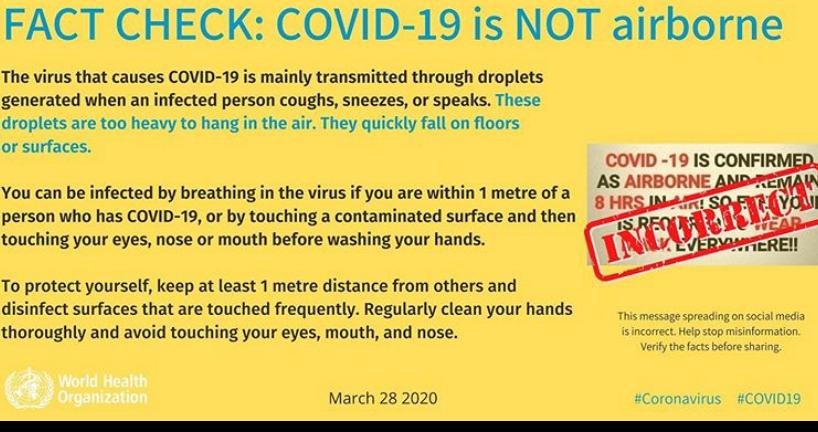 FACT CHECK: COVID-19 is NOT airborne
The virus that causes COVID-19 is mainly transmitted through droplets
generated when an infected person coughs, sneezes, or speaks. These
droplets are too heavy to hang in the air. They quickly fall on floors
or surfaces.
You can be infected by breathing in the virus if you are within 1 metre of a
person who has COVID-19, or by touching a contaminated surface and then
touching your eyes, nose or mouth before washing your hands.
To protect yourself, keep at least 1 metre distance from others and
disinfect surfaces that are touched frequently. Regularly clean your hands
thoroughly and avoid touching your eyes, mouth, and nose.
COVID -19 IS CONFIRMED
AS AIRBORNE AND REMAIN
8 HRS IN AIR! SO
IS WEAR
EVERYWHERE!!
INCORRECT
This message spreading on social media
is incorrect. Help stop misinformation.
Verify the facts before sharing.
World Health
Organization
March 28 2020
#Coronavirus #COVID19